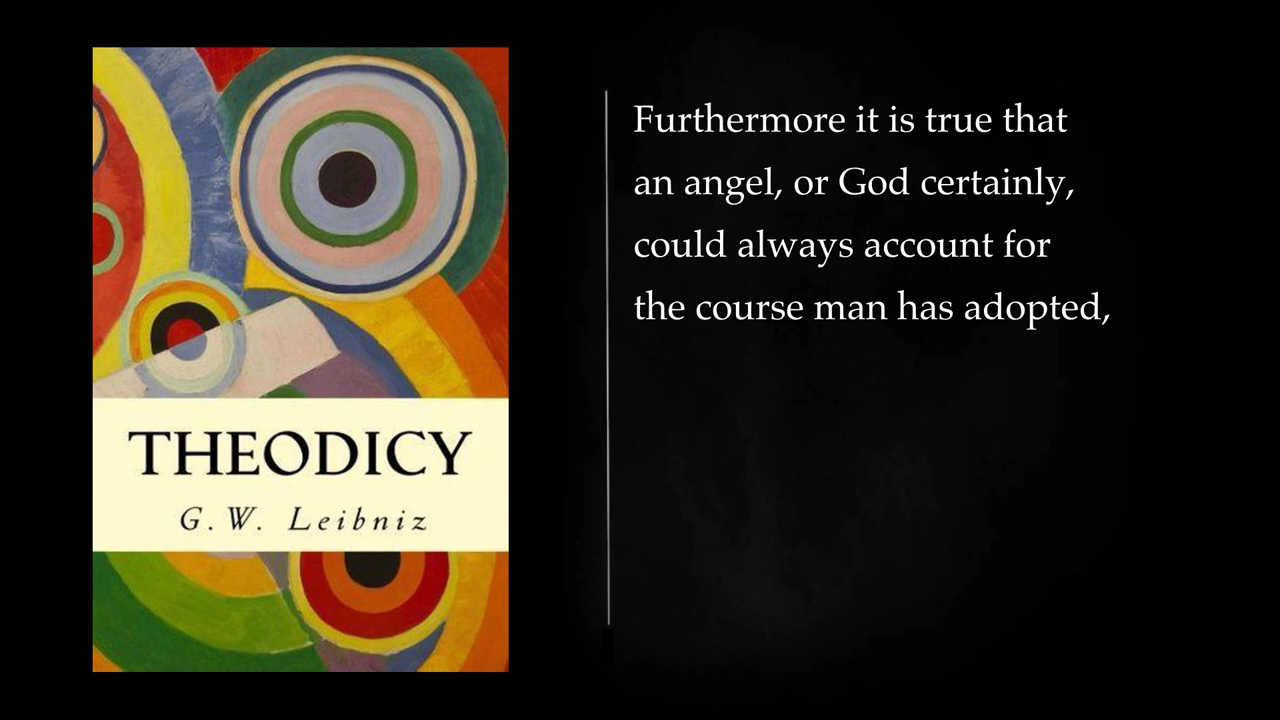 THEODICY
G. W. Leibniz
Furthermore it is true that
an angel, or God certainly,
could always account for
the course man has adopted,